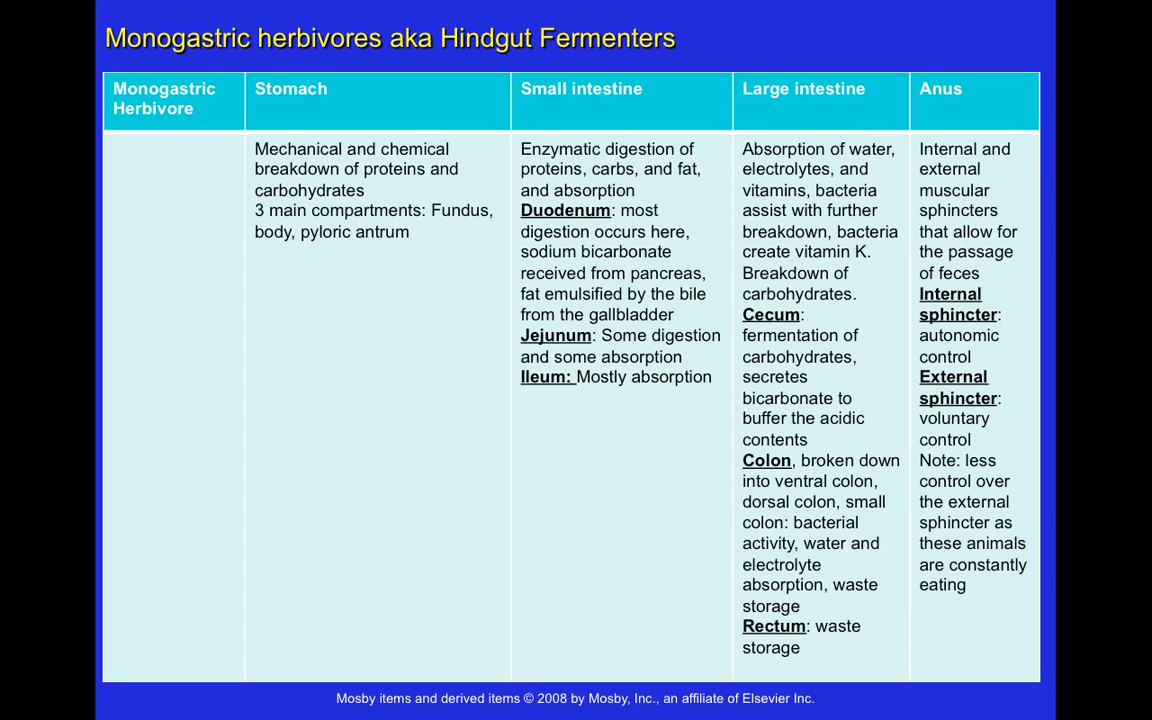 Monogastric herbivores aka Hindgut Fermenters
Monogastric
Herbivore
Stomach
Small intestine
Large intestine
Anus
Mechanical and chemical
breakdown of proteins and
carbohydrates
3 main compartments: Fundus,
body, pyloric antrum
Enzymatic digestion of
proteins, carbs, and fat,
and absorption
Duodenum: most
digestion occurs here,
sodium bicarbonate
received from pancreas,
fat emulsified by the bile
from the gallbladder
Jejunum: Some digestion
and some absorption
Ileum: Mostly absorption
Absorption of water,
electrolytes, and
vitamins, bacteria
assist with further
breakdown, bacteria
create vitamin K.
Breakdown of
carbohydrates.
Cecum:
fermentation of
carbohydrates,
secretes
bicarbonate to
buffer the acidic
contents
Colon, broken down
into ventral colon,
dorsal colon, small
colon: bacterial
activity, water and
electrolyte
absorption, waste
storage
Rectum: waste
storage
Internal and
external
muscular
sphincters
that allow for
the passage
of feces
Internal
sphincter:
autonomic
control
External
sphincter:
voluntary
control
Note: less
control over
the external
sphincter as
these animals
are constantly
eating
Mosby items and derived items © 2008 by Mosby, Inc., an affiliate of Elsevier Inc.